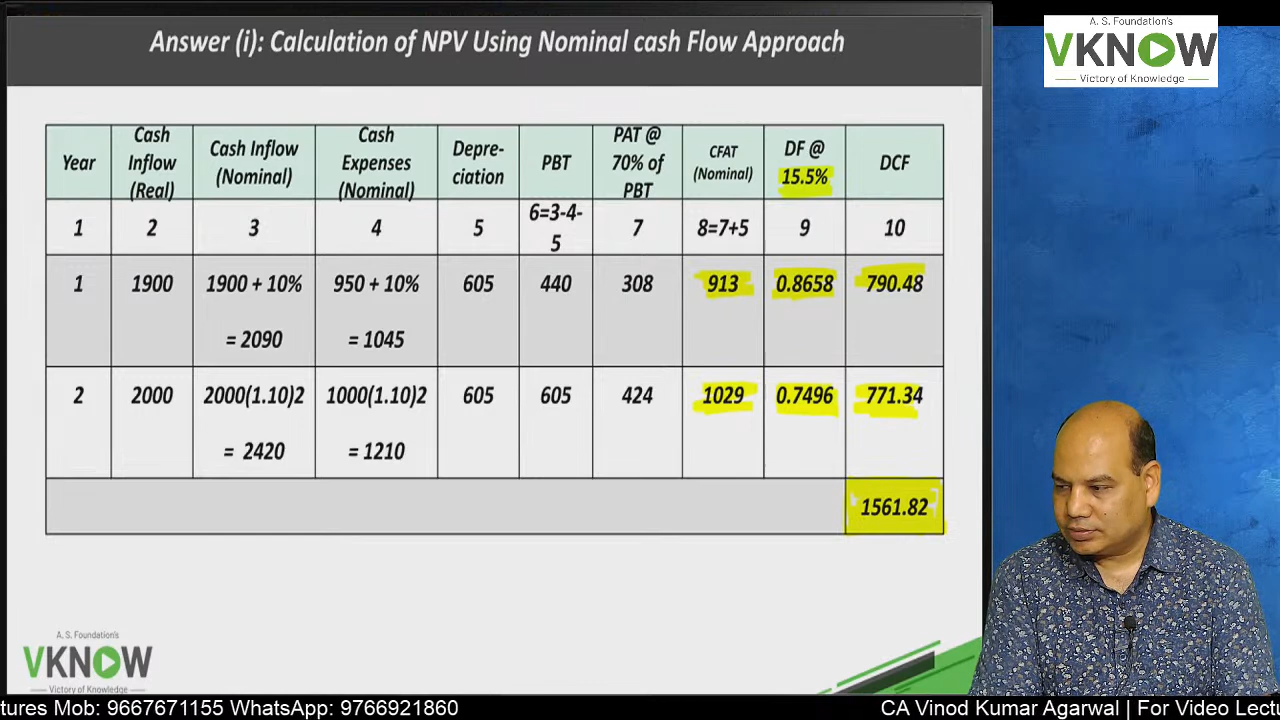 Answer (i): Calculation of NPV Using Nominal cash Flow Approach
A. S. Foundation's
VKNOW
Victory of Knowledge
Year
Cash Inflow (Real)
Cash Inflow (Nominal)
Cash Expenses (Nominal)
Depre-ciation
PBT
PAT @ 70% of PBT
CFAT (Nominal)
DF @ 15.5%
DCF
1 2 3 4 5 6=3-4-5 7 8=7+5 9 10
1 1900 1900 + 10% 950 + 10% 605 440 308 913 0.8658 790.48
= 2090 = 1045
2 2000 2000(1.10)2 1000(1.10)2 605 605 424 1029 0.7496 771.34
= 2420 = 1210
1561.82
A. S. Foundation's
VKNOW
Victory of Knowledge
tures Mob: 9667671155 WhatsApp: 9766921860
CA Vinod Kumar Agarwal | For Video Lectu